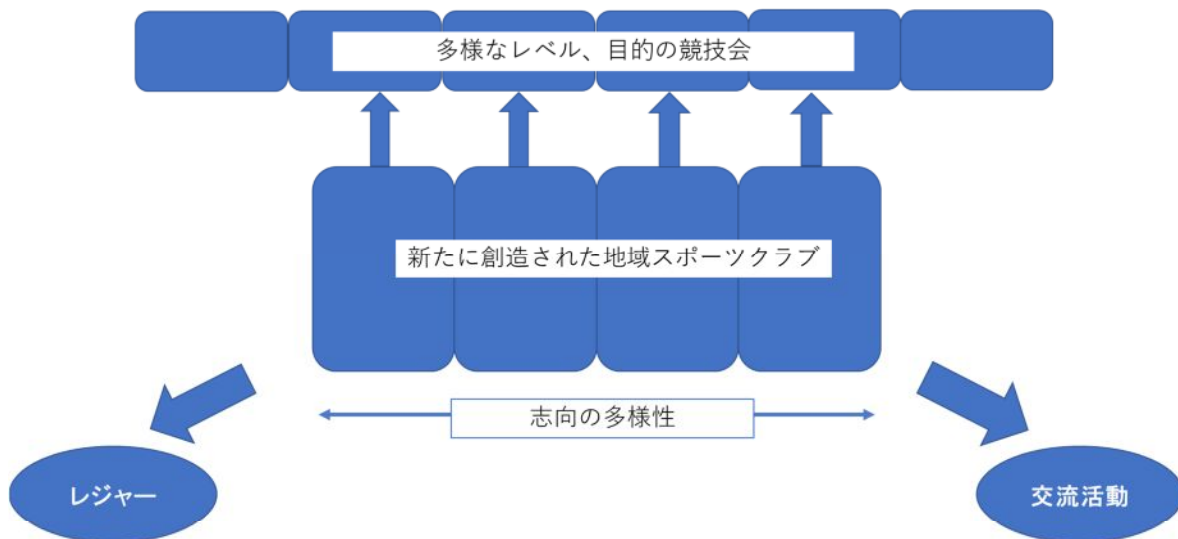 多様なレベル、目的の競技会
新たに創造された地域スポーツクラブ
志向の多様性
レジャー
交流活動